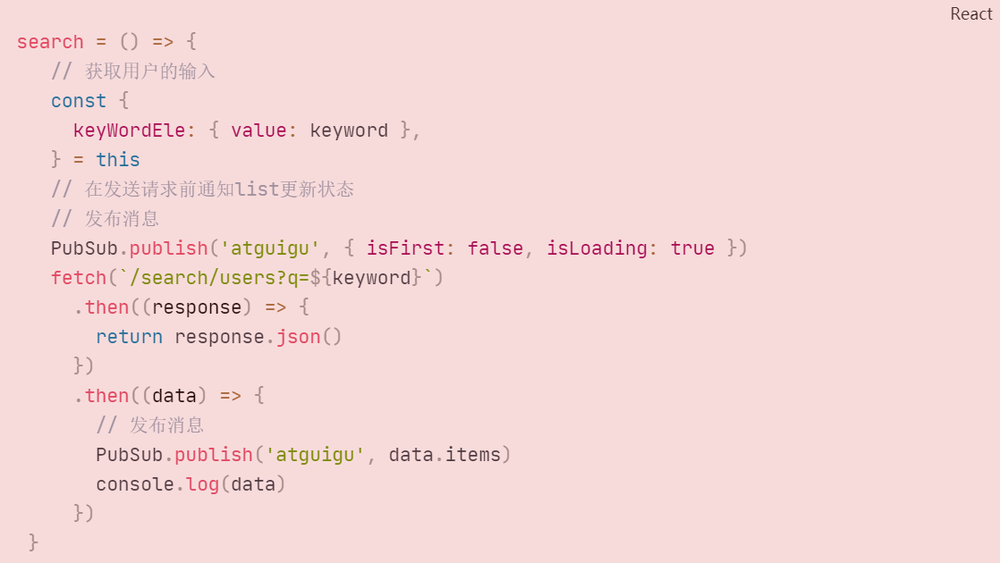 React
search = () => {
// 获取用户的输入
const {
keyWordEle: { value: keyword },
} = this
// 在发送请求前通知list更新状态
// 发布消息
PubSub.publish('atguigu', { isFirst: false, isLoading: true })
fetch(`/search/users?q=${keyword}`)
.then((response) => {
return response.json()
})
.then((data) => {
// 发布消息
PubSub.publish('atguigu', data.items)
console.log(data)
})
}